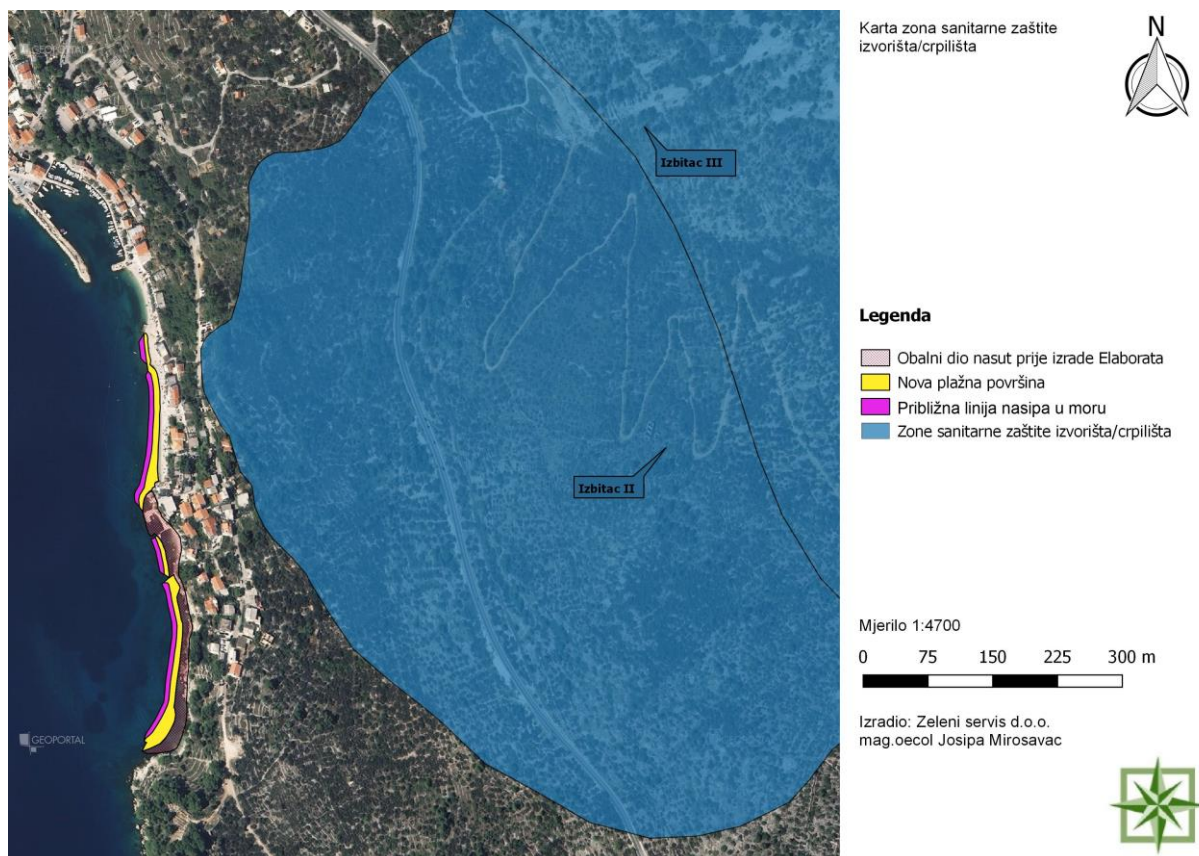 GEOPORTAL
Izbitac III
Izbitac II
GEOPORTAL
Karta zona sanitarne zaštite
izvorišta/crpilišta
N
Legenda
Obalni dio nasut prije izrade Elaborata
Nova plažna površina
Približna linija nasipa u moru
Zone sanitarne zaštite izvorišta/crpilišta
Mjerilo 1:4700
0 75 150 225 300 m
Izradio: Zeleni servis d.o.o.
mag.oecol Josipa Mirosavac